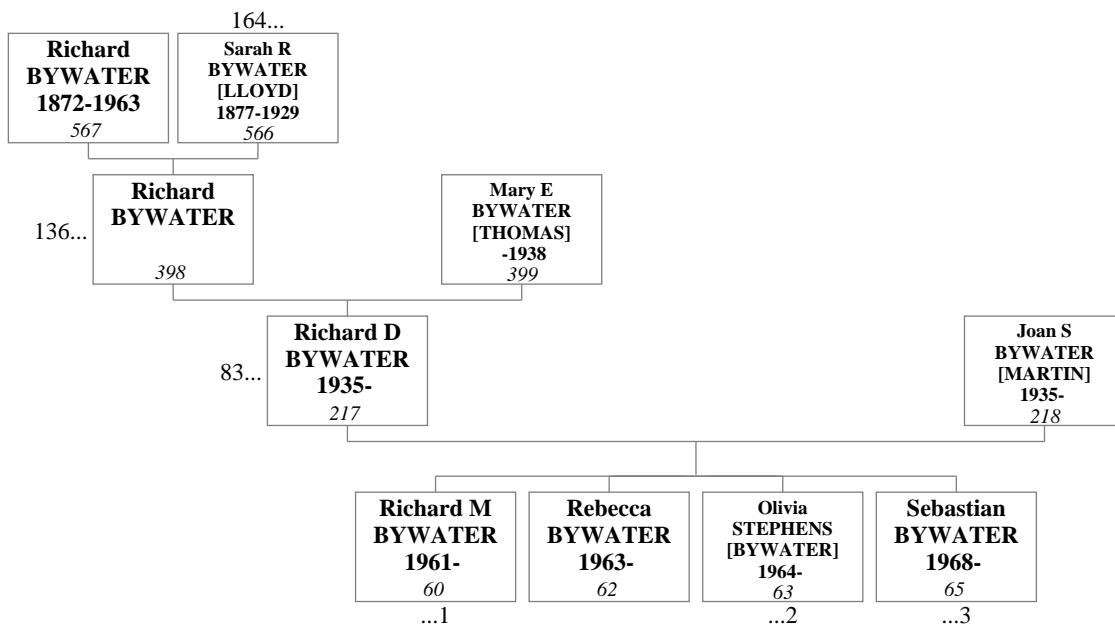 164...
Richard
BYWATER
1872-1963
567
Sarah R
BYWATER
[LLOYD]
1877-1929
566
136...
Richard
BYWATER
398
Mary E
BYWATER
[THOMAS]
-1938
399
83...
Richard D
BYWATER
1935-
217
Joan S
BYWATER
[MARTIN]
1935-
218
Richard M
BYWATER
1961-
60
...1
Rebecca
BYWATER
1963-
62
Olivia
STEPHENS
[BYWATER]
1964-
63
...2
Sebastian
BYWATER
1968-
65
...3